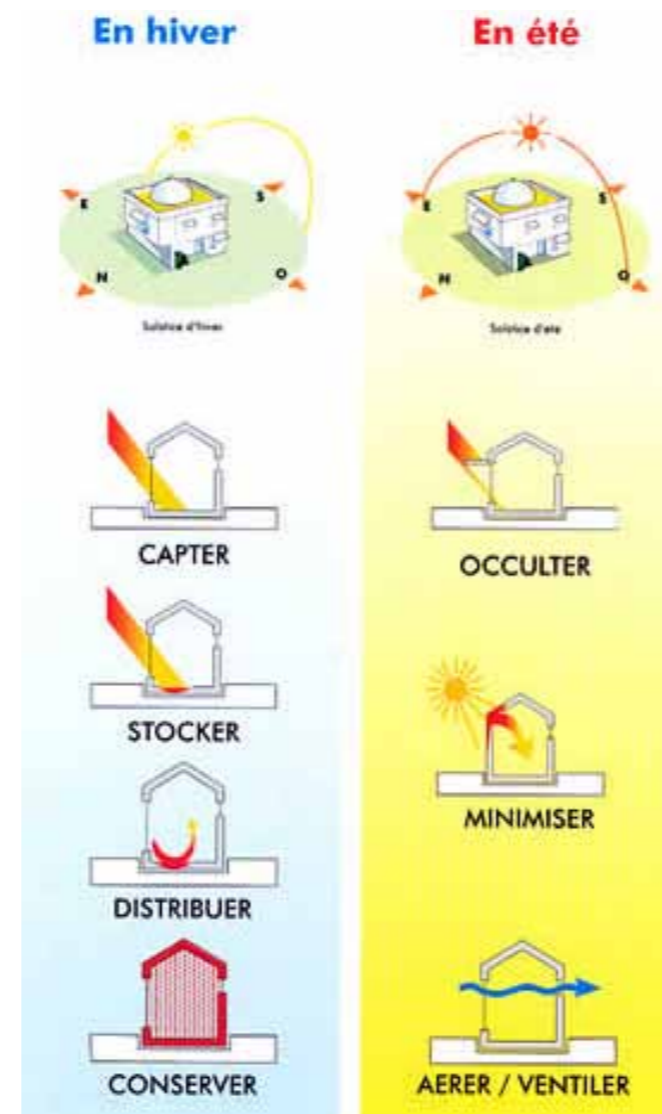 En hiver
En été
E
S
N
O
Solstice d'hiver
E
S
N
O
Solstice d'été
CAPTER
STOCKER
DISTRIBUER
CONSERVER
OCCULTER
MINIMISER
AERER / VENTILER